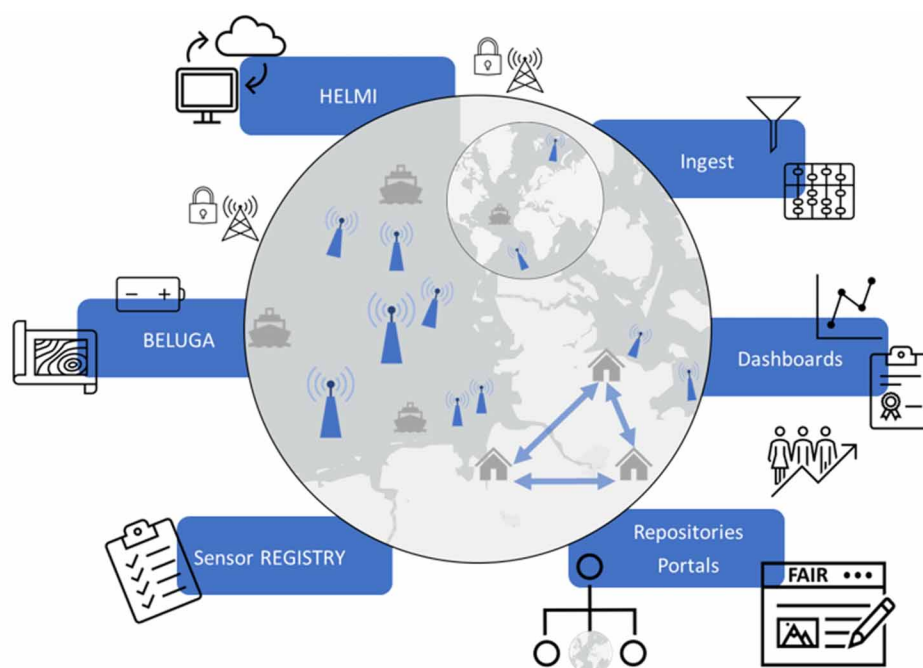 HELMI
Ingest
BELUGA
Dashboards
Sensor REGISTRY
Repositories
Portals
FAIR